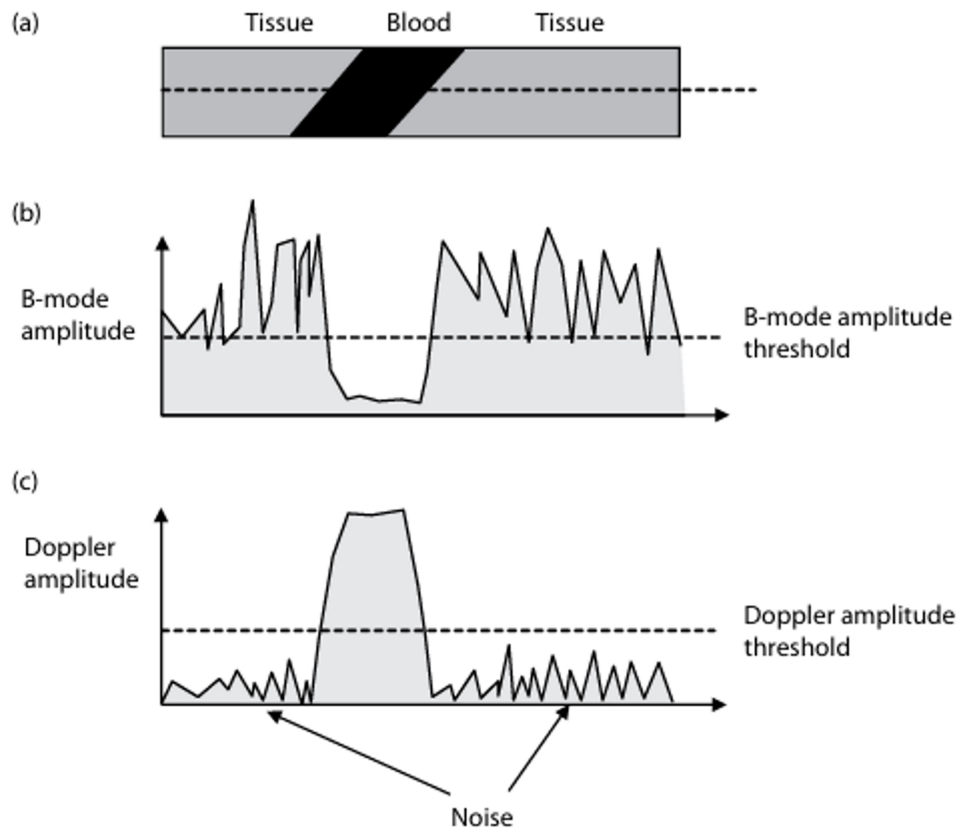 (a)
Tissue Blood Tissue
(b)
B-mode
amplitude
B-mode amplitude
threshold
(c)
Doppler
amplitude
Doppler amplitude
threshold
Noise